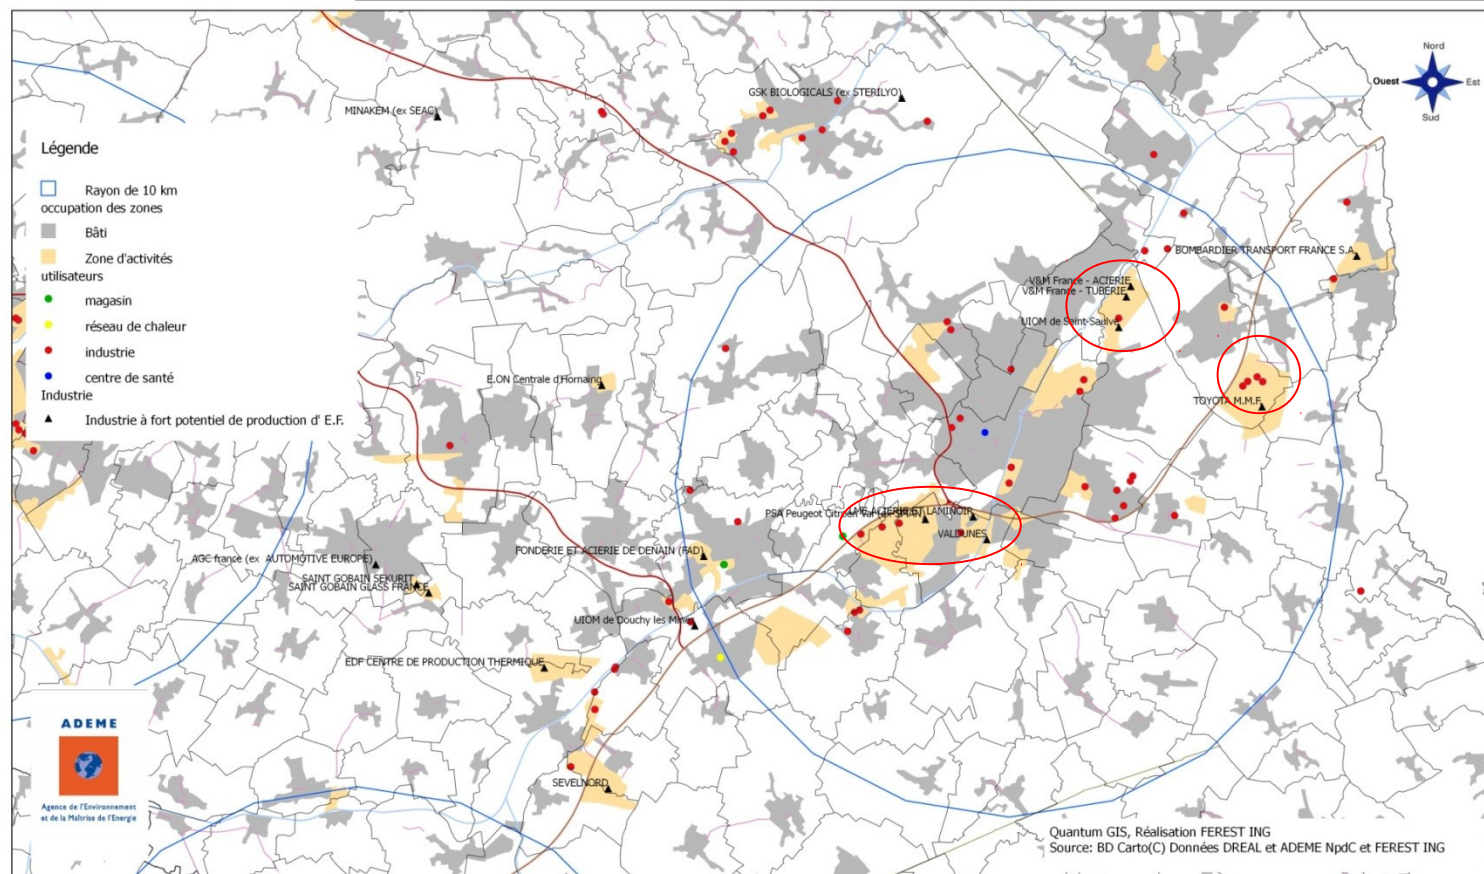 Nord
Ouest
Est
Sud
GSK BIOLOGICALS (ex STERILYO)
MINAKEM (ex SEAC)
Légende
Rayon de 10 km
occupation des zones
Bâti
Zone d'activités
utilisateurs
magasin
réseau de chaleur
industrie
centre de santé
Industrie
Industrie à fort potentiel de production d' E.F.
BOMBARDIER TRANSPORT FRANCE S.A.
V&M France - ACIERIE
V&M France - TUBERIE
UIOM de Saint-Saulve
E.ON Centrale d'Hornaing
TOYOTA M.M.F.
PSA Peugeot Citroën Val
ACIERIE ET LAMINOIR
VALDUNES
FONDERIE ET ACIERIE DE DENAIN (FAD)
AGC france (ex AUTOMOTIVE EUROPE)
SAINT GOBAIN SEKURIT
SAINT GOBAIN GLASS FRANCE
UIOM de Douchy les Mines
EDF CENTRE DE PRODUCTION THERMIQUE
SEVELNORD
ADEME
Agence de l'Environnement
et de la Maîtrise de l'Energie
Quantum GIS, Réalisation FEREST ING
Source: BD Carto(C) Données DREAL et ADEME NpdC et FEREST ING